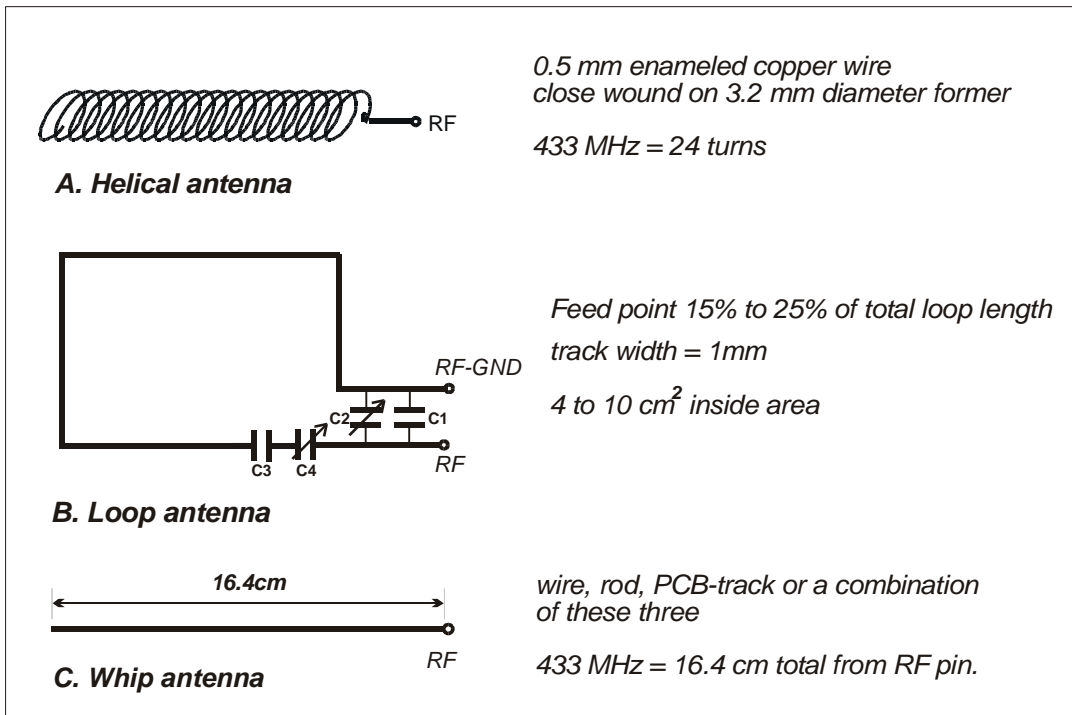 0.5 mm enameled copper wire
close wound on 3.2 mm diameter former
RF
433 MHz = 24 turns
A. Helical antenna
Feed point 15% to 25% of total loop length
track width = 1mm
RF-GND
4 to 10 cm² inside area
C2
C1
RF
C3
C4
B. Loop antenna
16.4cm
wire, rod, PCB-track or a combination
of these three
RF
433 MHz = 16.4 cm total from RF pin.
C. Whip antenna